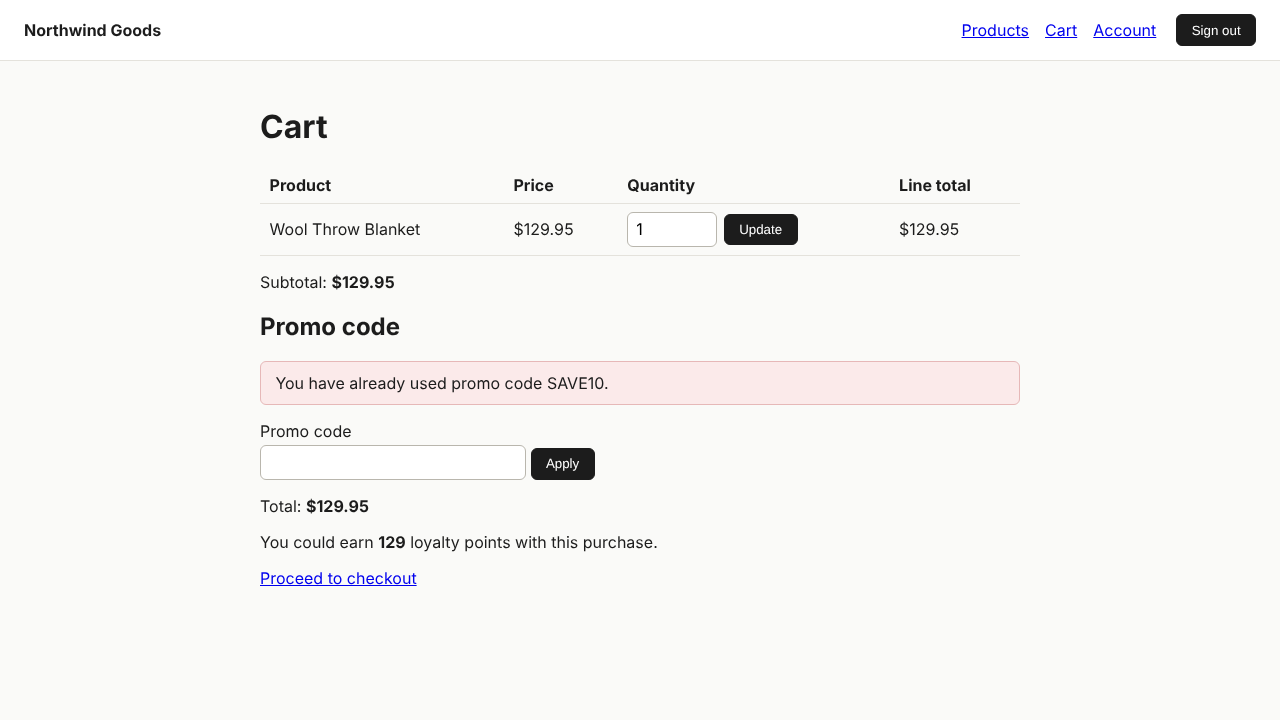 Northwind Goods
Products Cart Account Sign out
Cart
Product Price Quantity Line total
Wool Throw Blanket $129.95 1 Update $129.95
Subtotal: $129.95
Promo code
You have already used promo code SAVE10.
Promo code
Apply
Total: $129.95
You could earn 129 loyalty points with this purchase.
Proceed to checkout